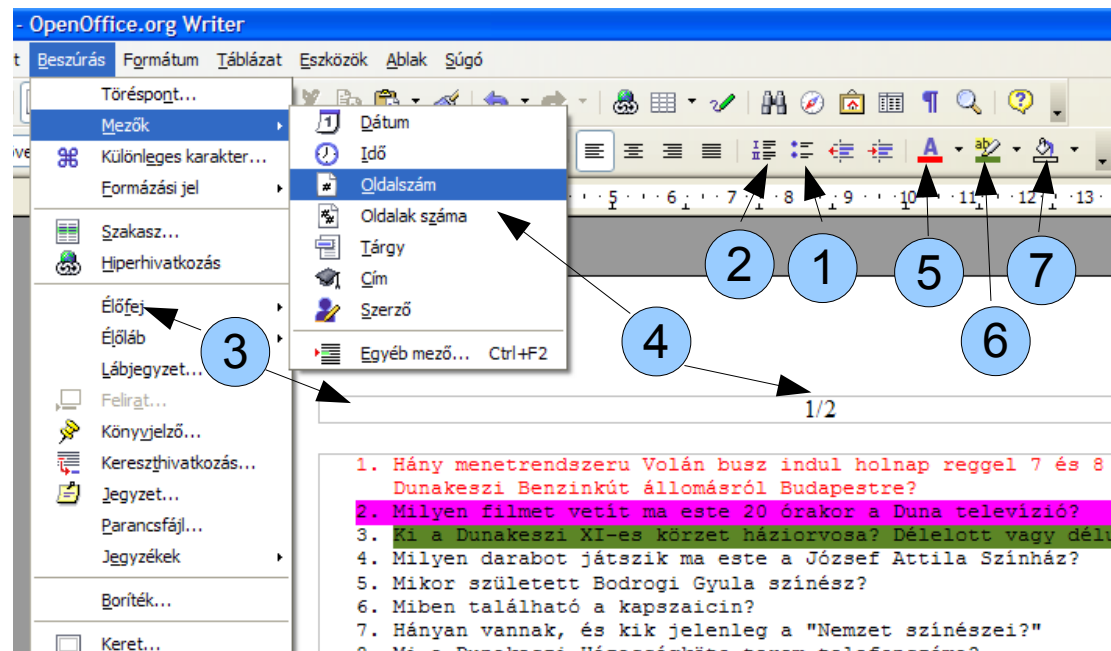 - OpenOffice.org Writer
t Beszúrás Formátum Táblázat Eszközök Ablak Súgó
Töréspont...
Mezők
Különleges karakter...
Formázási jel
Szakasz...
Hiperhivatkozás
Élőfej
Élőláb
Lábjegyzet...
Felirat...
Könyvjelző...
Kereszthivatkozás...
Jegyzet...
Parancsfájl...
Jegyzékek
Boríték...
Keret...
Dátum
Idő
Oldalszám
Oldalak száma
Tárgy
Cím
Szerző
Egyéb mező... Ctrl+F2
5 6 7 8 9 10 11 12 13
2 1 5 7
3 4 6
1/2
1. Hány menetrendszeru Volán busz indul holnap reggel 7 és 8
Dunakeszi Benzinkút állomásról Budapestre?
2. Milyen filmet vetít ma este 20 órakor a Duna televízió?
3. Ki a Dunakeszi XI-es körzet háziorvosa? Délelott vagy délu
4. Milyen darabot játszik ma este a József Attila Színház?
5. Mikor született Bodrogi Gyula színész?
6. Miben található a kapszaicin?
7. Hányan vannak, és kik jelenleg a "Nemzet színészei?"